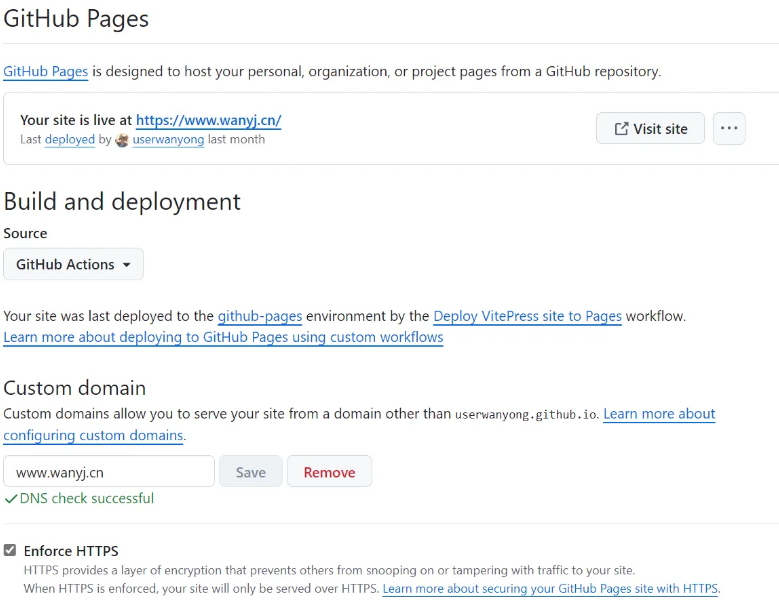 GitHub Pages
GitHub Pages is designed to host your personal, organization, or project pages from a GitHub repository.
Your site is live at https://www.wanyj.cn/
Last deployed by userwanyong last month
Visit site
Build and deployment
Source
GitHub Actions
Your site was last deployed to the github-pages environment by the Deploy VitePress site to Pages workflow.
Learn more about deploying to GitHub Pages using custom workflows
Custom domain
Custom domains allow you to serve your site from a domain other than userwanyong.github.io. Learn more about
configuring custom domains.
www.wanyj.cn Save Remove
DNS check successful
Enforce HTTPS
HTTPS provides a layer of encryption that prevents others from snooping on or tampering with traffic to your site.
When HTTPS is enforced, your site will only be served over HTTPS. Learn more about securing your GitHub Pages site with HTTPS.